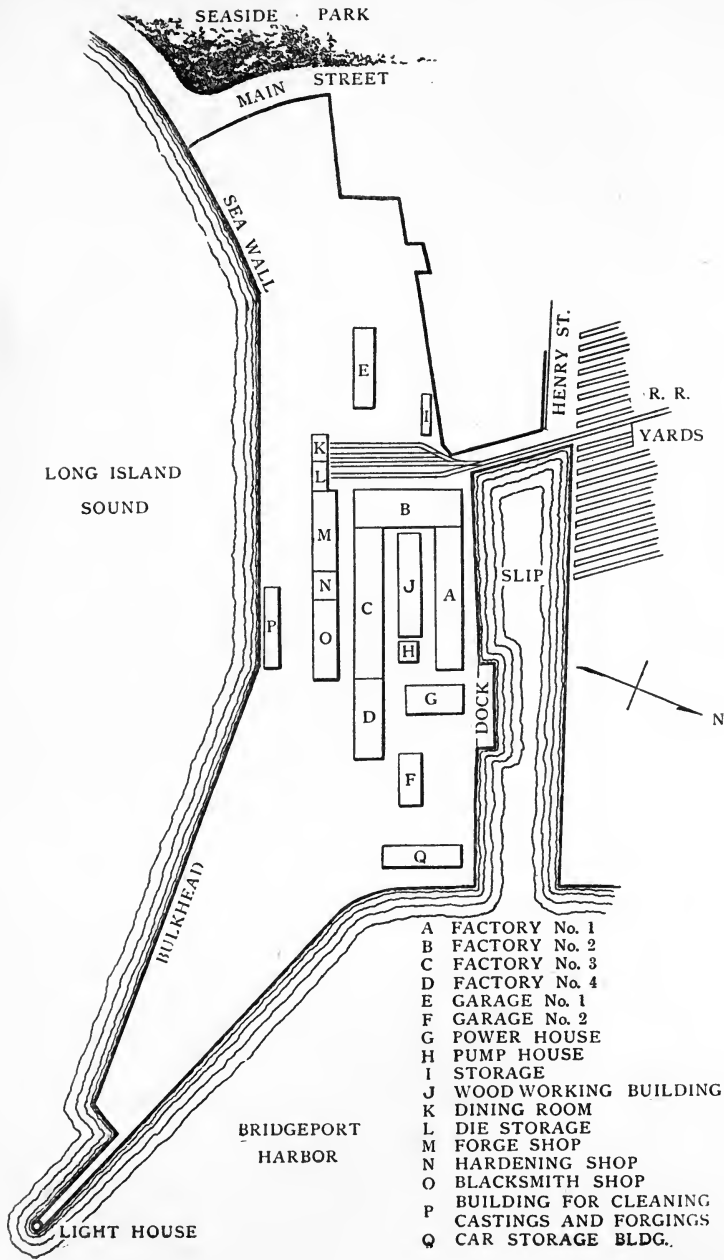 SEASIDE PARK
MAIN STREET
SEA WALL
HENRY ST.
R. R.
YARDS
E
I
K
L
LONG ISLAND
SOUND
B
M
SLIP
N
J
A
C
P
O
H
G
DOCK
D
N
F
Q
BULKHEAD
A FACTORY No. 1
B FACTORY No. 2
C FACTORY No. 3
D FACTORY No. 4
E GARAGE No. 1
F GARAGE No. 2
G POWER HOUSE
H PUMP HOUSE
I STORAGE
J WOOD WORKING BUILDING
K DINING ROOM
L DIE STORAGE
M FORGE SHOP
N HARDENING SHOP
O BLACKSMITH SHOP
P BUILDING FOR CLEANING
CASTINGS AND FORGINGS
Q CAR STORAGE BLDG.
BRIDGEPORT
HARBOR
LIGHT HOUSE